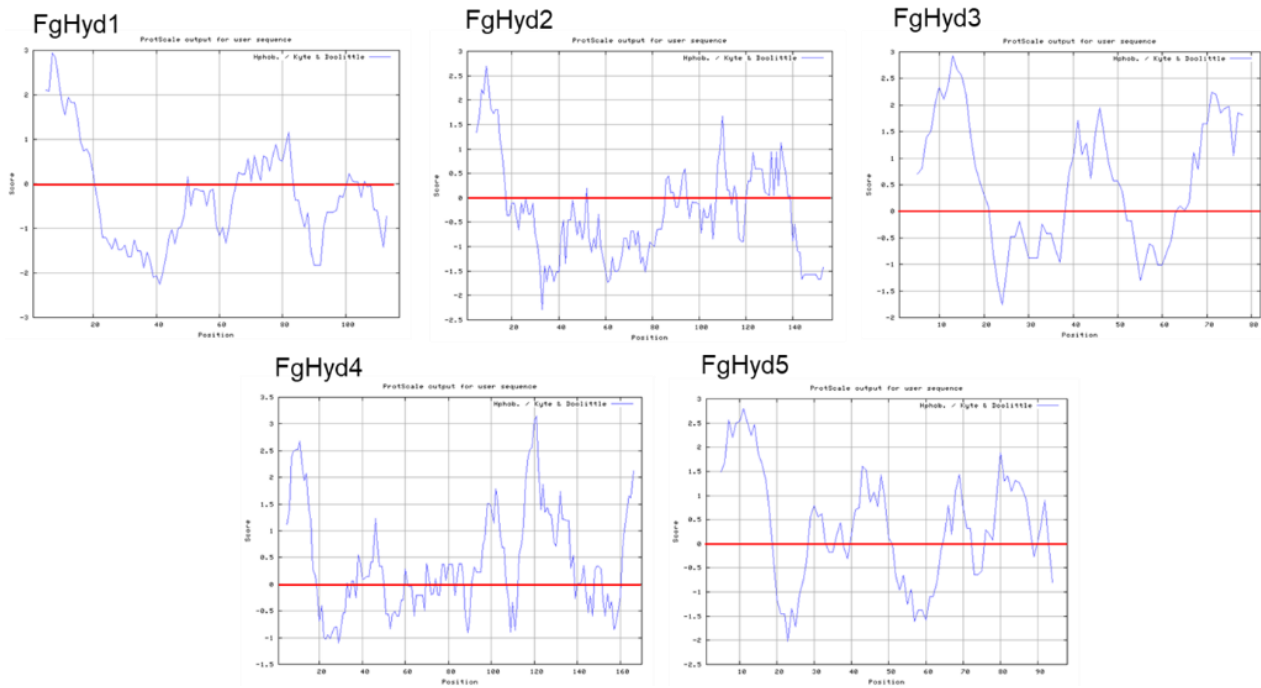 FgHyd1
ProtScale output for user sequence
Hphob. / Kyte & Doolittle
3
2
1
0
-1
-2
-3
Score
20 40 60 80 100
Position
FgHyd2
ProtScale output for user sequence
Hphob. / Kyte & Doolittle
3
2.5
2
1.5
1
0.5
0
-0.5
-1
-1.5
-2
-2.5
Score
20 40 60 80 100 120 140
Position
FgHyd3
ProtScale output for user sequence
Hphob. / Kyte & Doolittle
3
2.5
2
1.5
1
0.5
0
-0.5
-1
-1.5
-2
Score
10 20 30 40 50 60 70 80
Position
FgHyd4
ProtScale output for user sequence
Hphob. / Kyte & Doolittle
3.5
3
2.5
2
1.5
1
0.5
0
-0.5
-1
-1.5
Score
20 40 60 80 100 120 140 160
Position
FgHyd5
ProtScale output for user sequence
Hphob. / Kyte & Doolittle
3
2.5
2
1.5
1
0.5
0
-0.5
-1
-1.5
-2
-2.5
Score
10 20 30 40 50 60 70 80 90
Position